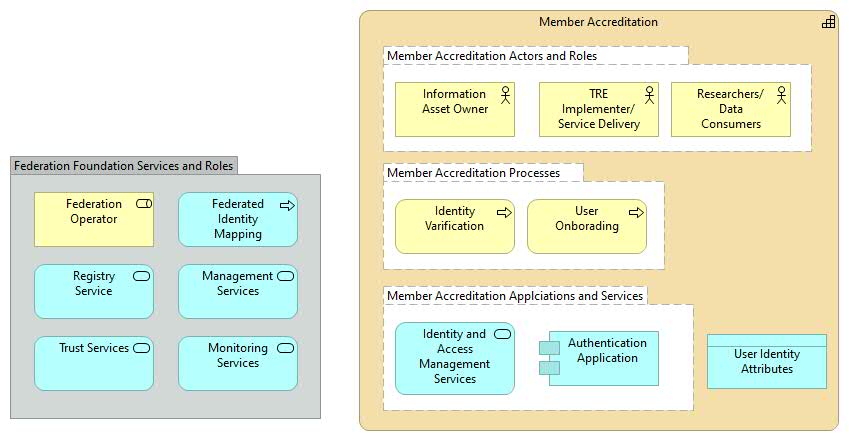 Member Accreditation
Member Accreditation Actors and Roles
Information
Asset Owner
TRE
Implementer/
Service Delivery
Researchers/
Data
Consumers
Federation Foundation Services and Roles
Federation
Operator
Federated
Identity
Mapping
Registry
Service
Management
Services
Trust Services
Monitoring
Services
Member Accreditation Processes
Identity
Varification
User
Onborading
Member Accreditation Applciations and Services
Identity and
Access
Management
Services
Authentication
Application
User Identity
Attributes